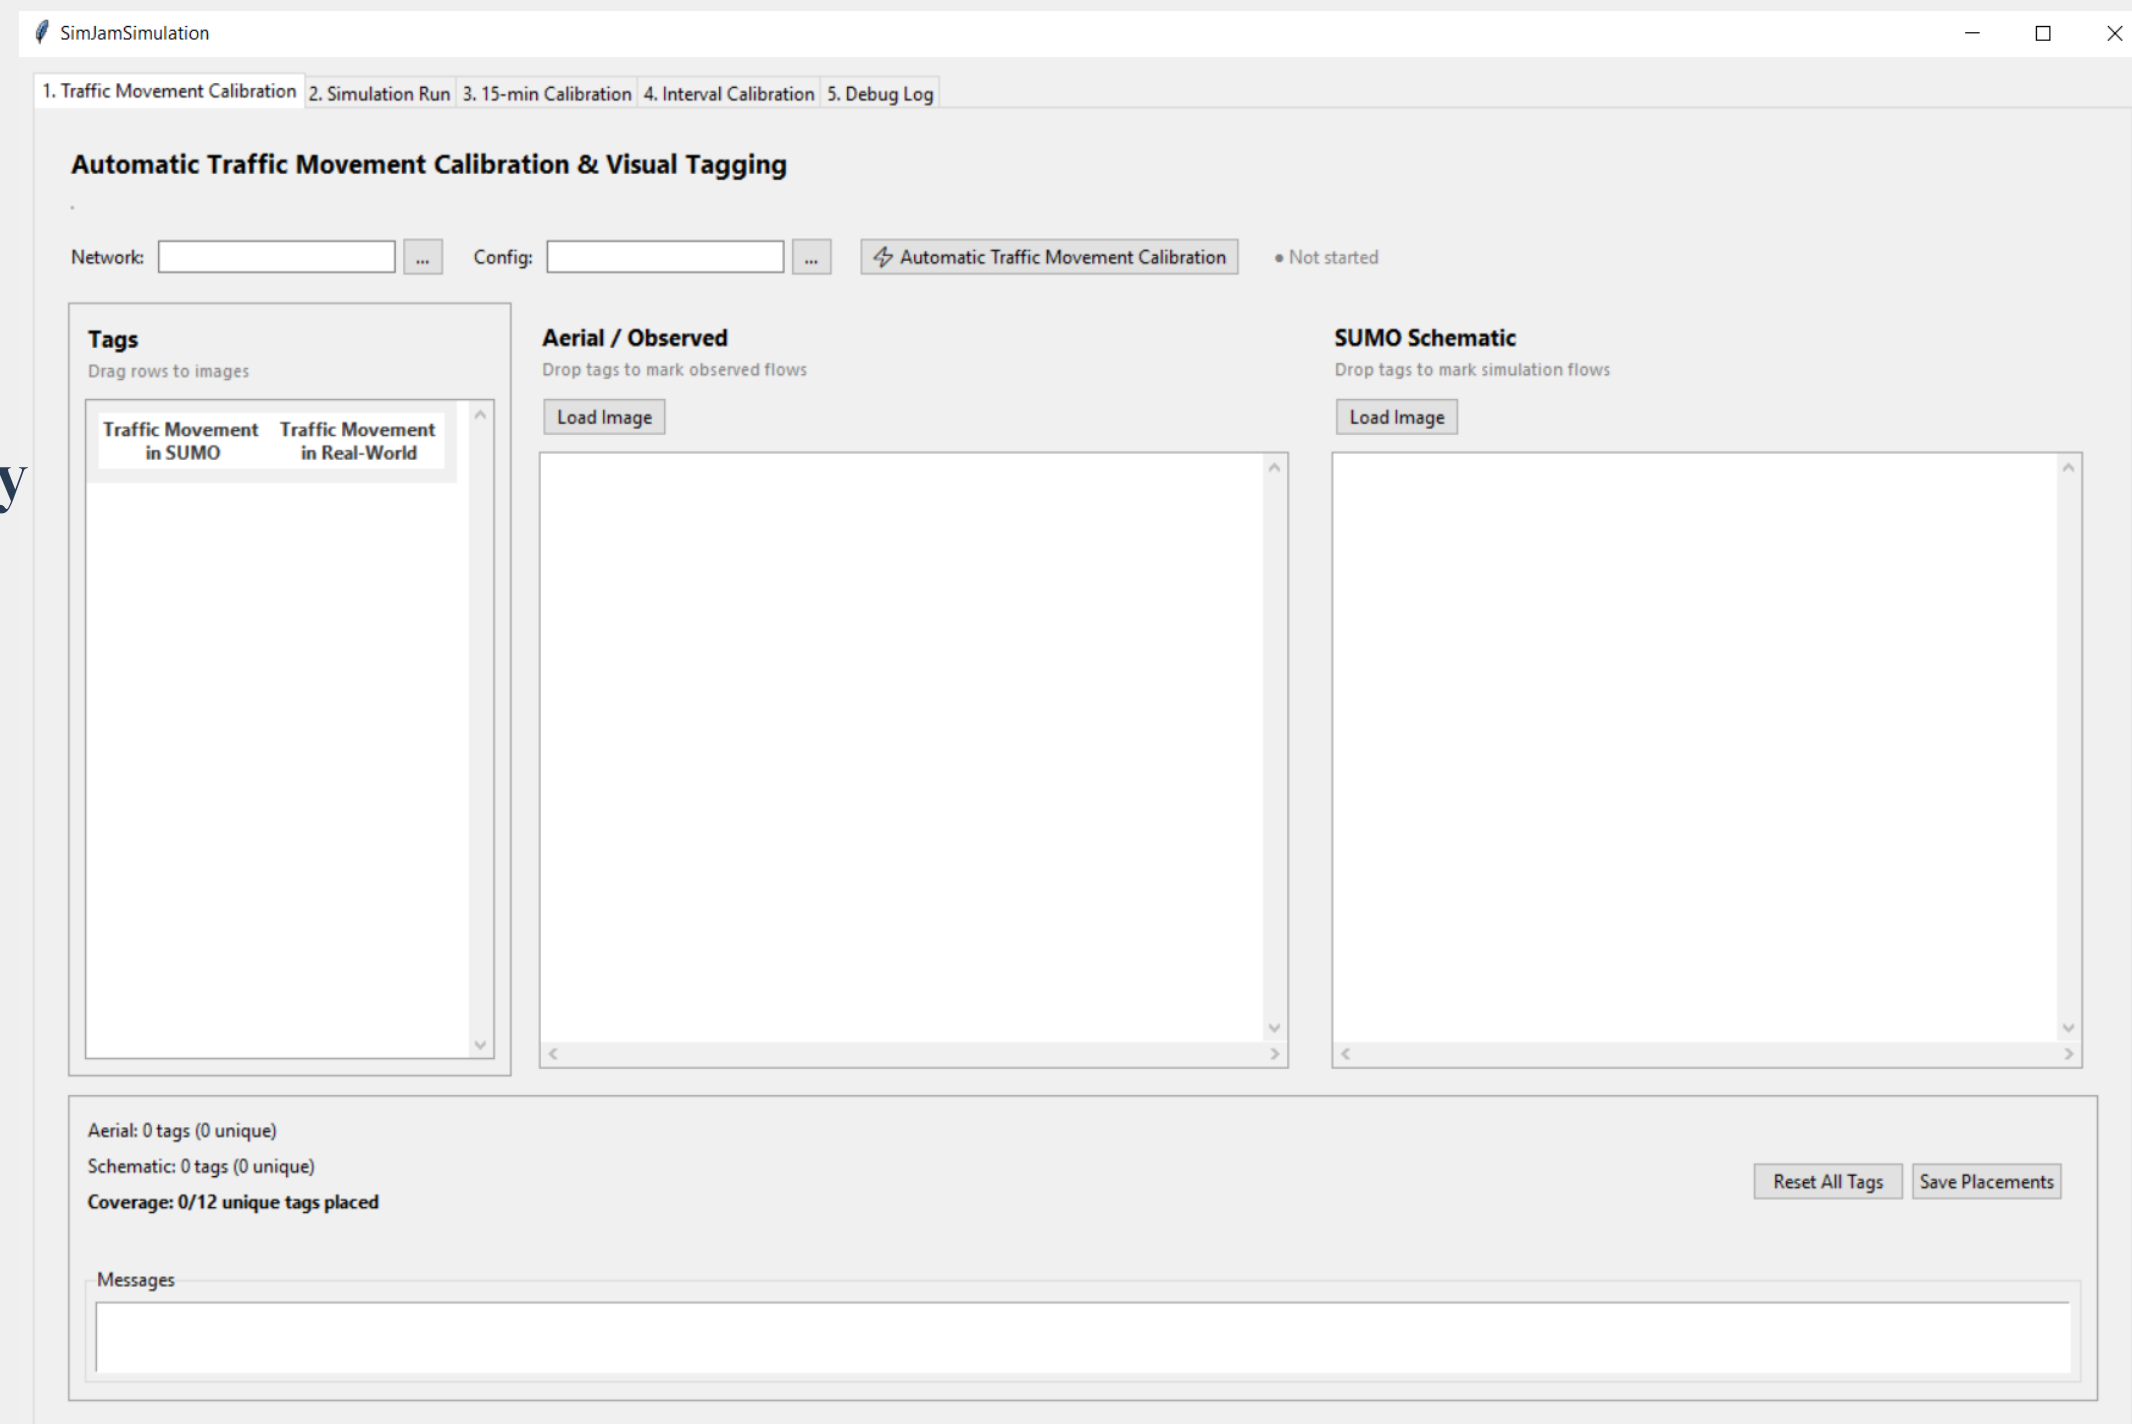 SimJamSimulation
1. Traffic Movement Calibration 2. Simulation Run 3. 15-min Calibration 4. Interval Calibration 5. Debug Log
Automatic Traffic Movement Calibration & Visual Tagging
.
Network: ... Config: ... Automatic Traffic Movement Calibration ● Not started
Tags
Drag rows to images
Traffic Movement in SUMO
Traffic Movement in Real-World
Aerial / Observed
Drop tags to mark observed flows
Load Image
SUMO Schematic
Drop tags to mark simulation flows
Load Image
y
Aerial: 0 tags (0 unique)
Schematic: 0 tags (0 unique)
Coverage: 0/12 unique tags placed
Reset All Tags Save Placements
Messages